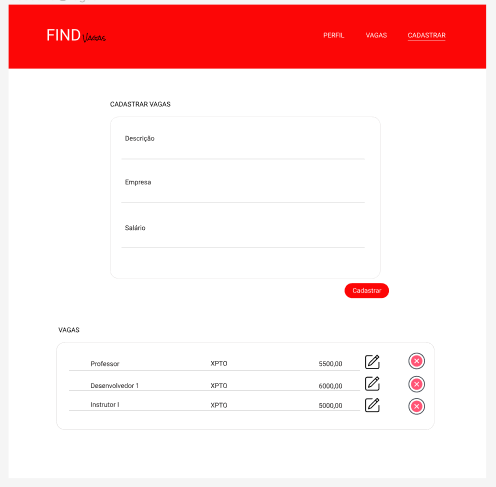 FIND Vagas
PERFIL VAGAS CADASTRAR
CADASTRAR VAGAS
Descrição
Empresa
Salário
Cadastrar
VAGAS
Professor XPTO 5500,00
Desenvolvedor 1 XPTO 6000,00
Instrutor I XPTO 5000,00